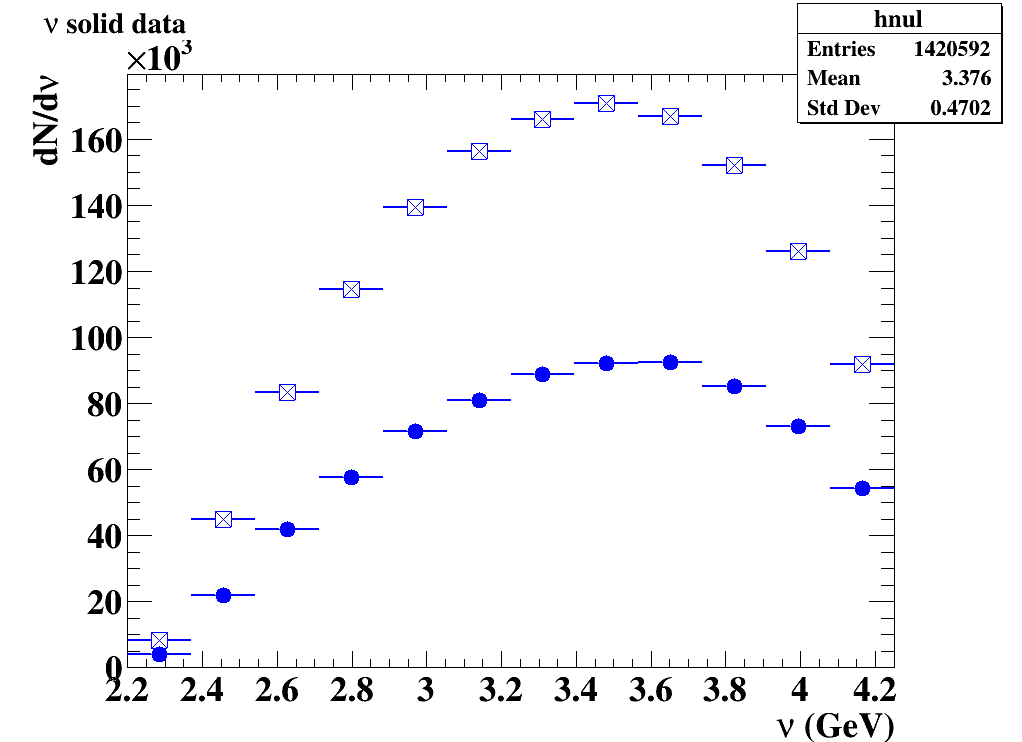 ν solid data
×10³
dN/dν
hnul
Entries 1420592
Mean 3.376
Std Dev 0.4702
160
140
120
100
80
60
40
20
0
2.2 2.4 2.6 2.8 3 3.2 3.4 3.6 3.8 4 4.2
ν (GeV)